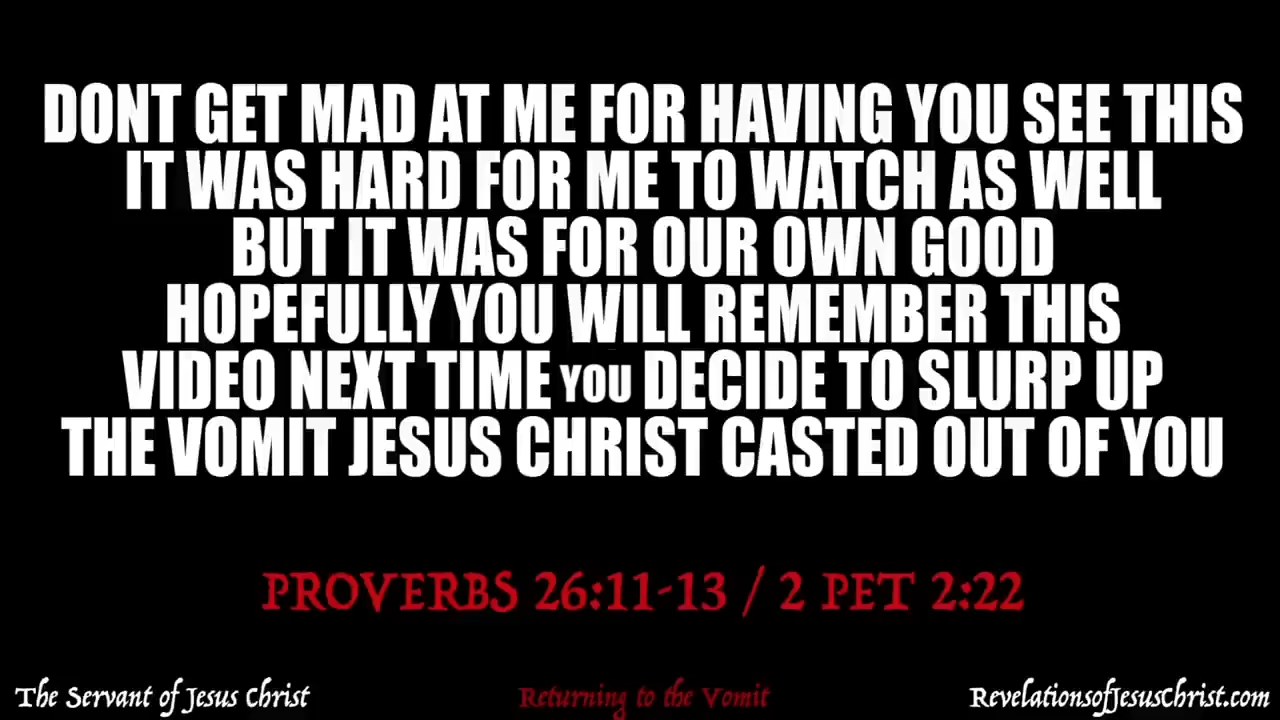 DONT GET MAD AT ME FOR HAVING YOU SEE THIS
IT WAS HARD FOR ME TO WATCH AS WELL
BUT IT WAS FOR OUR OWN GOOD
HOPEFULLY YOU WILL REMEMBER THIS
VIDEO NEXT TIME YOU DECIDE TO SLURP UP
THE VOMIT JESUS CHRIST CASTED OUT OF YOU
PROVERBS 26:11-13 / 2 PET 2:22
The Servant of Jesus Christ
Returning to the Vomit
RevelationsofJesusChrist.com